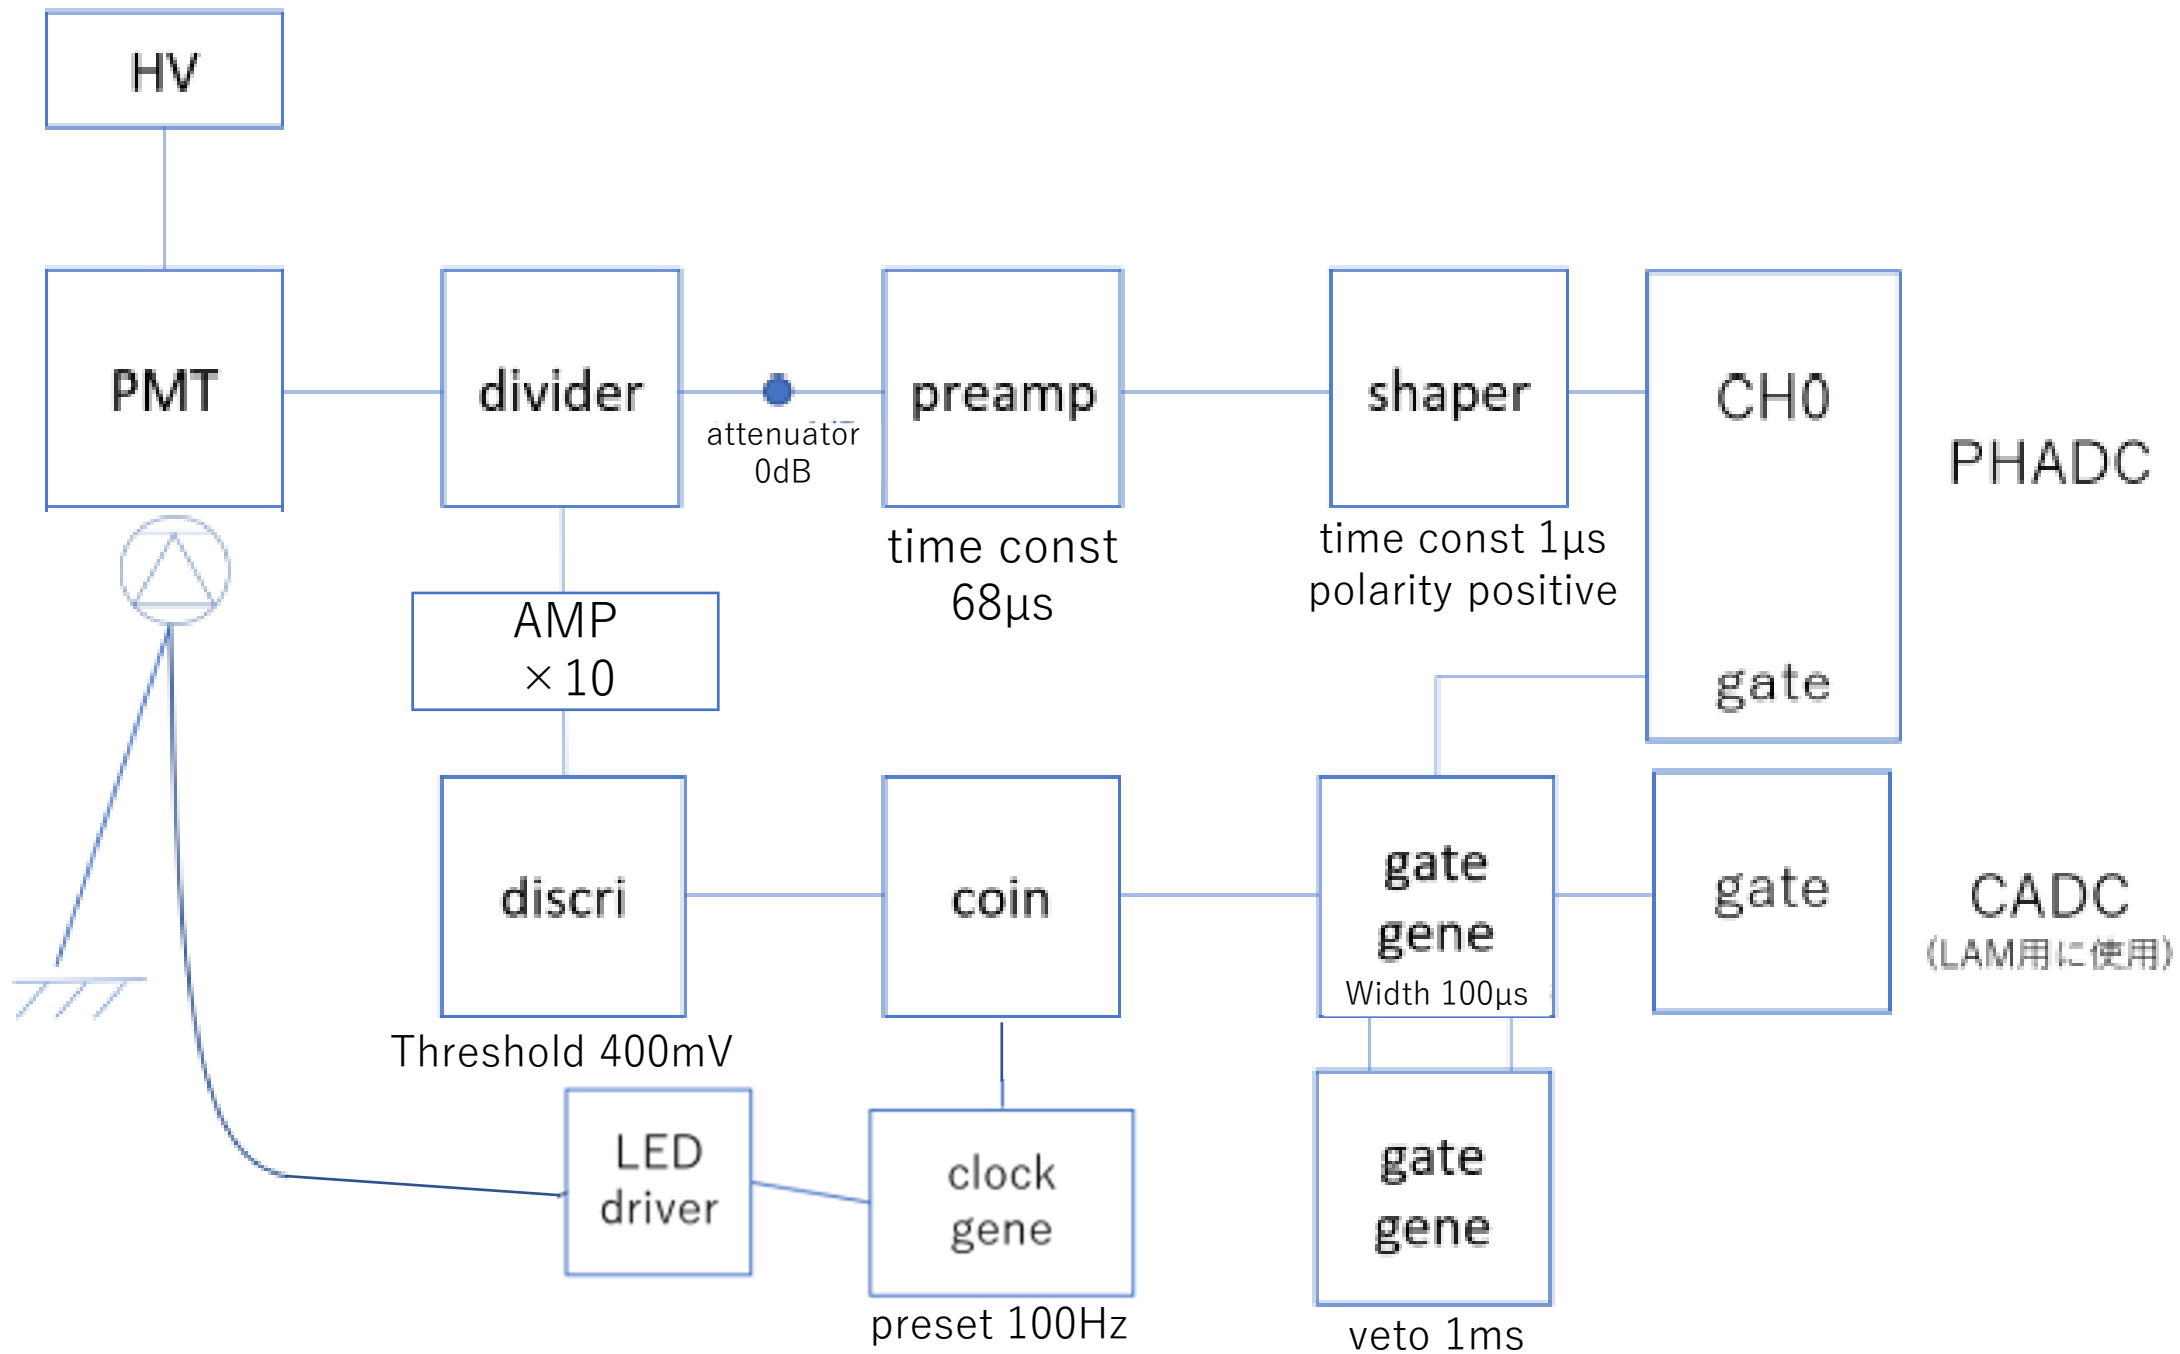 HV
PMT
divider
attenuator
0dB
preamp
time const
68μs
shaper
time const 1μs
polarity positive
CH0
gate
PHADC
AMP
×10
discri
Threshold 400mV
coin
gate
gene
Width 100μs
gate
CADC
(LAM用に使用)
LED
driver
clock
gene
preset 100Hz
gate
gene
veto 1ms